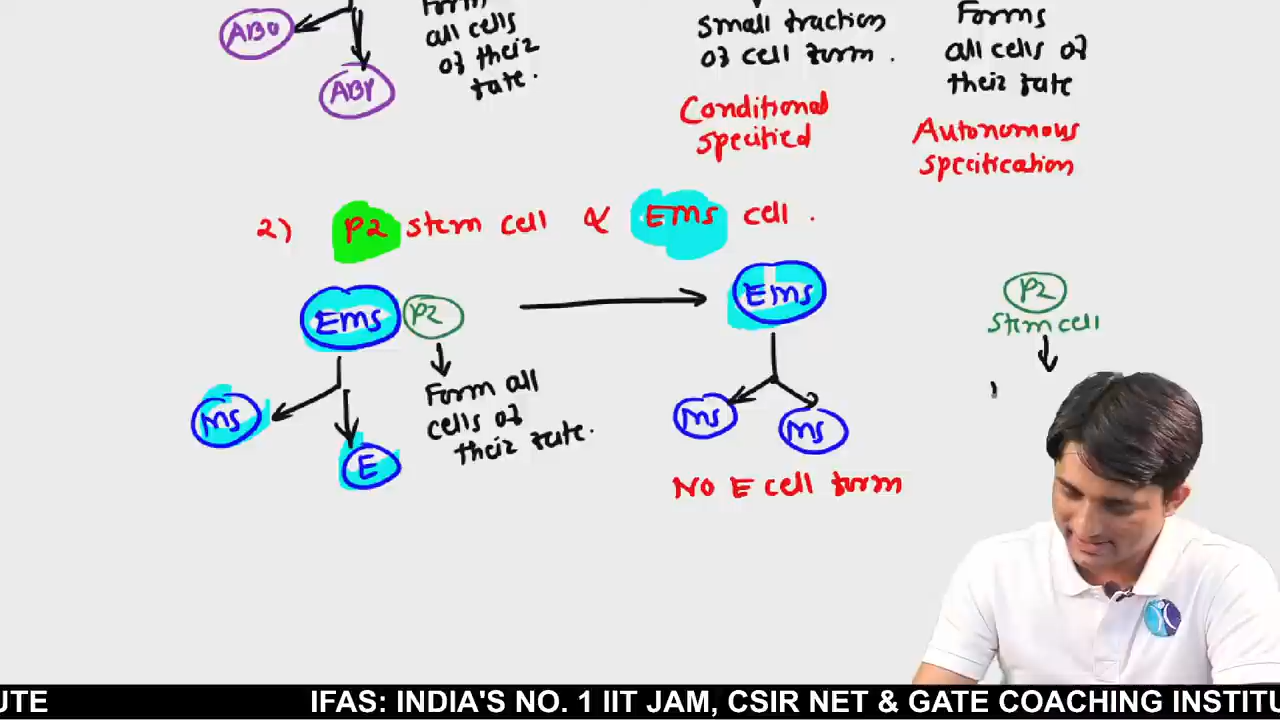 ABa
ABp
all cells
of their
fate.
small fraction
of cell form.
Forms
all cells of
their fate
Conditional
specified
Autonomous
specification
2) P2 stem cell & EMS cell.
EMS
P2
MS
E
Form all
cells of
their fate.
EMS
MS
MS
No E cell form
P2
stem cell
UTE IFAS: INDIA'S NO. 1 IIT JAM, CSIR NET & GATE COACHING INSTITU